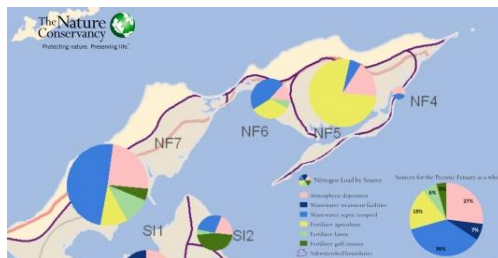 The Nature
Conservancy
Protecting nature. Preserving life.
NF4
NF5
NF6
NF7
SI1
SI2
Nitrogen Load by Source
Atmospheric deposition
Wastewater treatment facilities
Wastewater septic/cesspool
Fertilizer agriculture
Fertilizer lawns
Fertilizer golf courses
Subwatershed Boundaries
Sources for the Peconic Estuary as a who
6%
27%
19%
7%